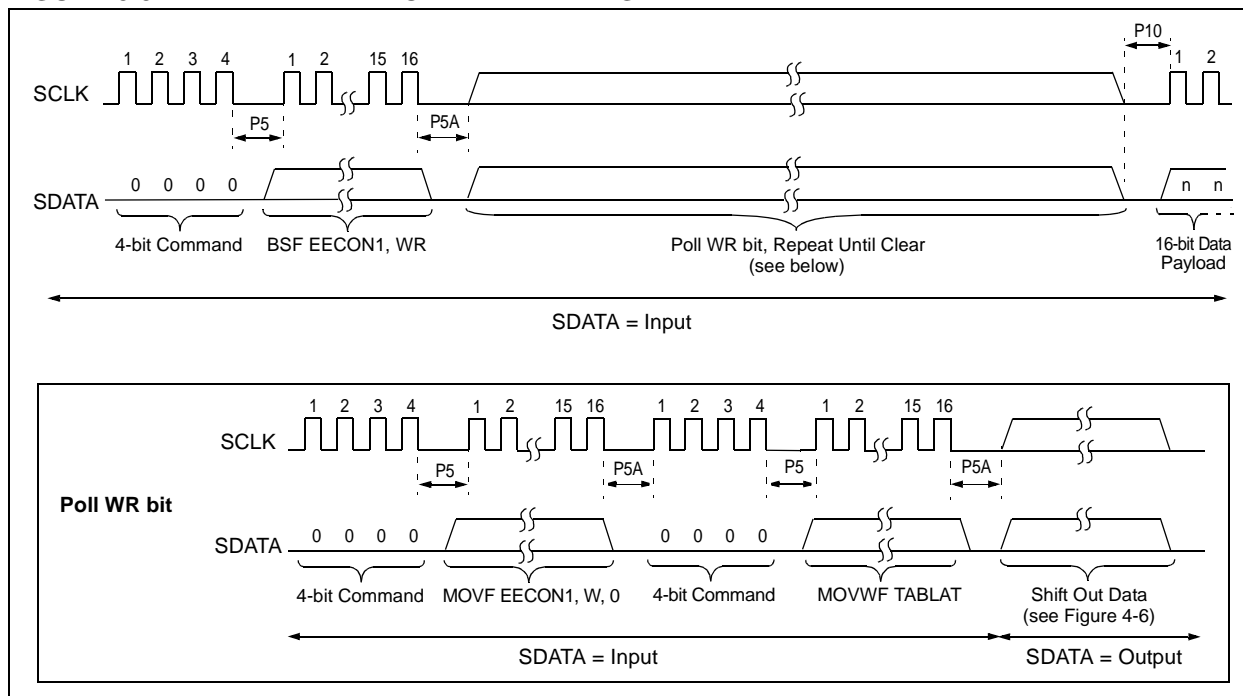 P10
1 2 3 4 1 2 15 16 1 2
SCLK
P5 P5A
0 0 0 0 n n
SDATA
4-bit Command BSF EECON1, WR Poll WR bit, Repeat Until Clear 16-bit Data
(see below) Payload
SDATA = Input
1 2 3 4 1 2 15 16 1 2 3 4 1 2 15 16
SCLK
P5 P5A P5 P5A
Poll WR bit
0 0 0 0 0 0 0 0
SDATA
4-bit Command MOVF EECON1, W, 0 4-bit Command MOVWF TABLAT Shift Out Data
(see Figure 4-6)
SDATA = Input SDATA = Output